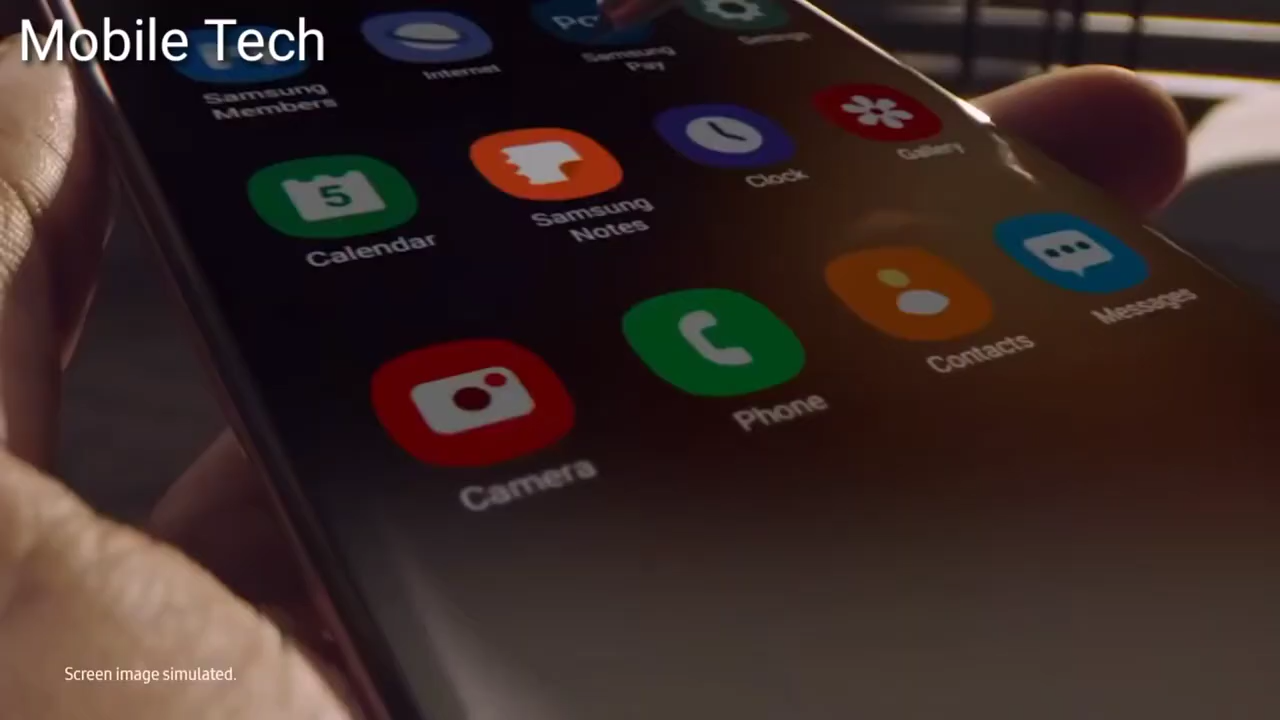 Mobile Tech
Samsung
Members
Internet
Pay
Samsung
Pay
Settings
5
Calendar
Samsung
Notes
Clock
Gallery
Camera
Phone
Contacts
Messages
Screen image simulated.